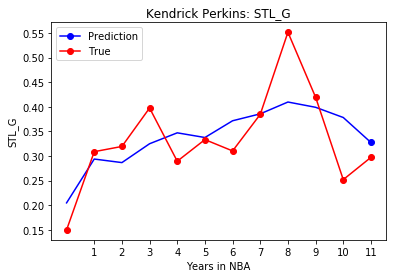 Kendrick Perkins: STL_G
Prediction
True
0.55
0.50
0.45
0.40
0.35
0.30
0.25
0.20
0.15
STL_G
1 2 3 4 5 6 7 8 9 10 11
Years in NBA